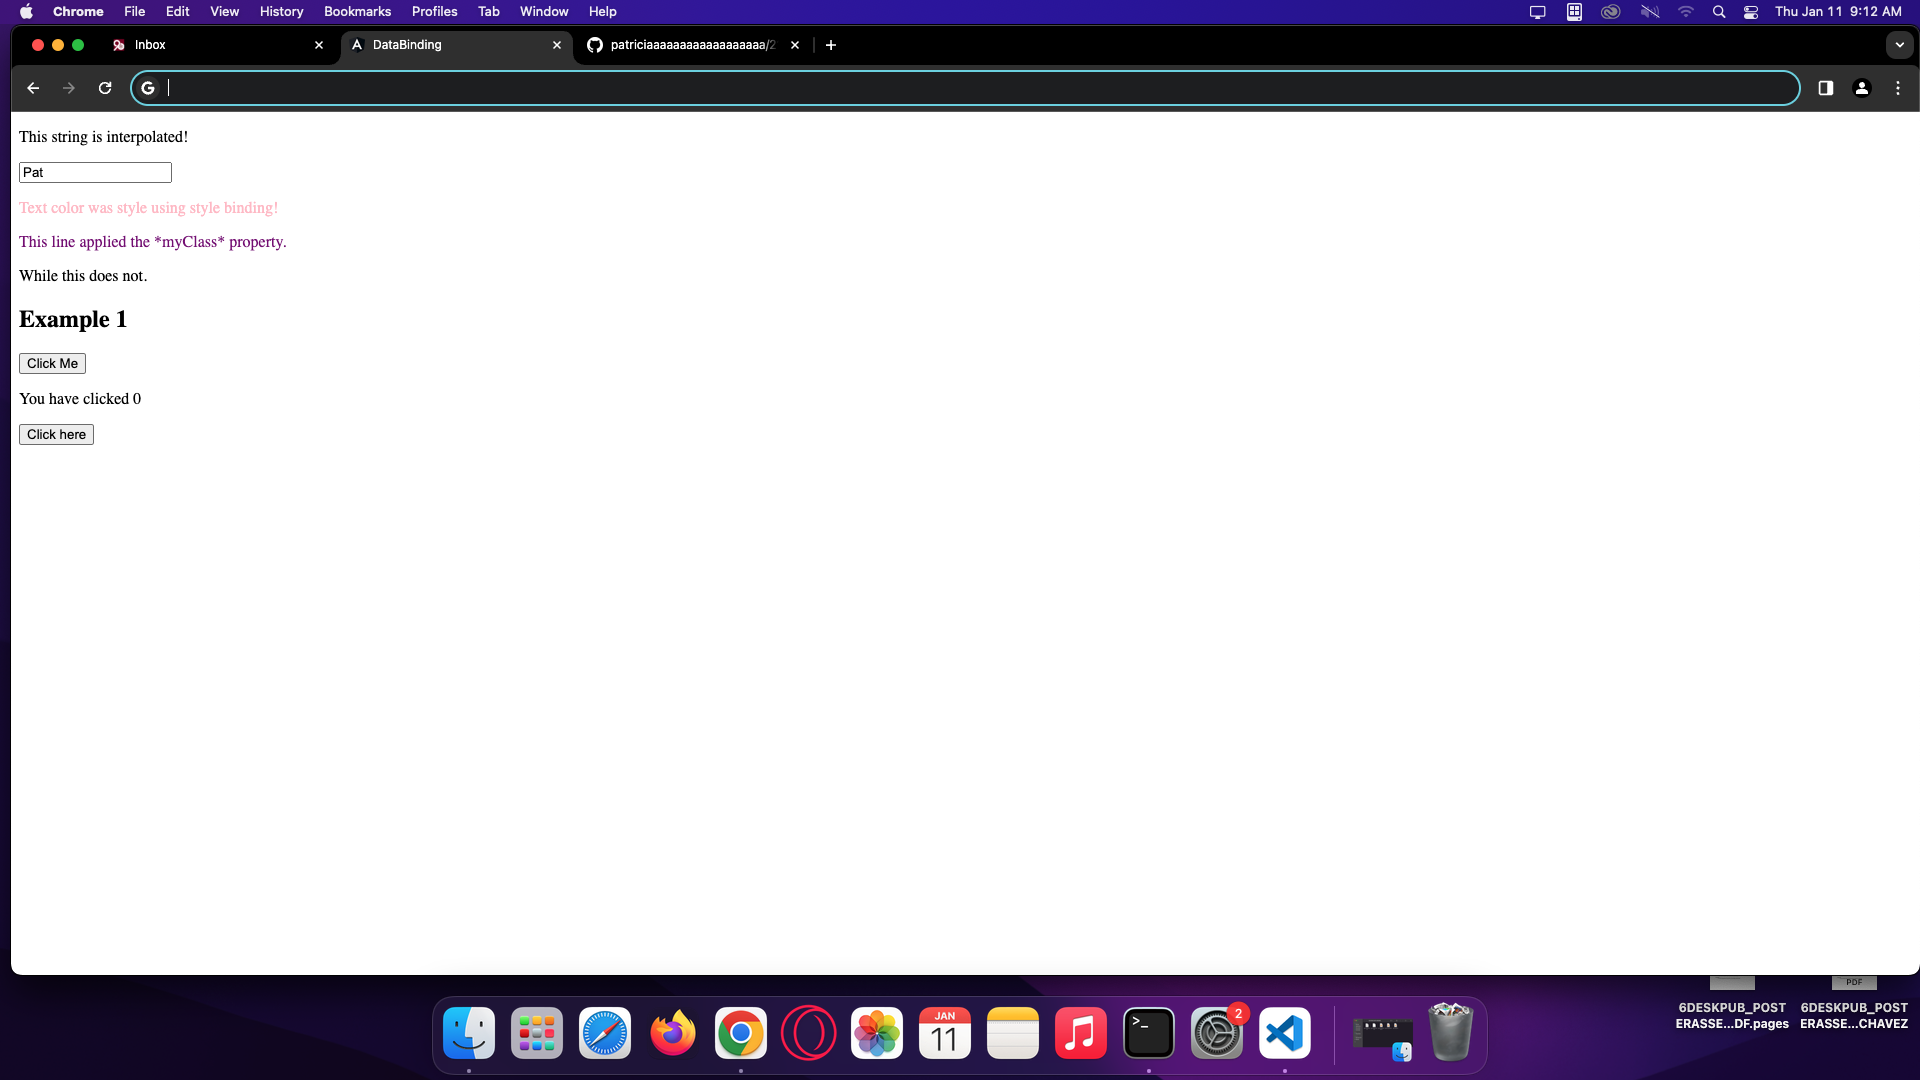 Chrome File Edit View History Bookmarks Profiles Tab Window Help Thu Jan 11 9:12 AM
Inbox DataBinding patriciaaaaaaaaaaaaaaaaaa/2
G
This string is interpolated!
Pat
Text color was style using style binding!
This line applied the *myClass* property.
While this does not.
Example 1
Click Me
You have clicked 0
Click here
PDF
6DESKPUB_POST 6DESKPUB_POST
ERASSE...DF.pages ERASSE...CHAVEZ
JAN
11
>_
2